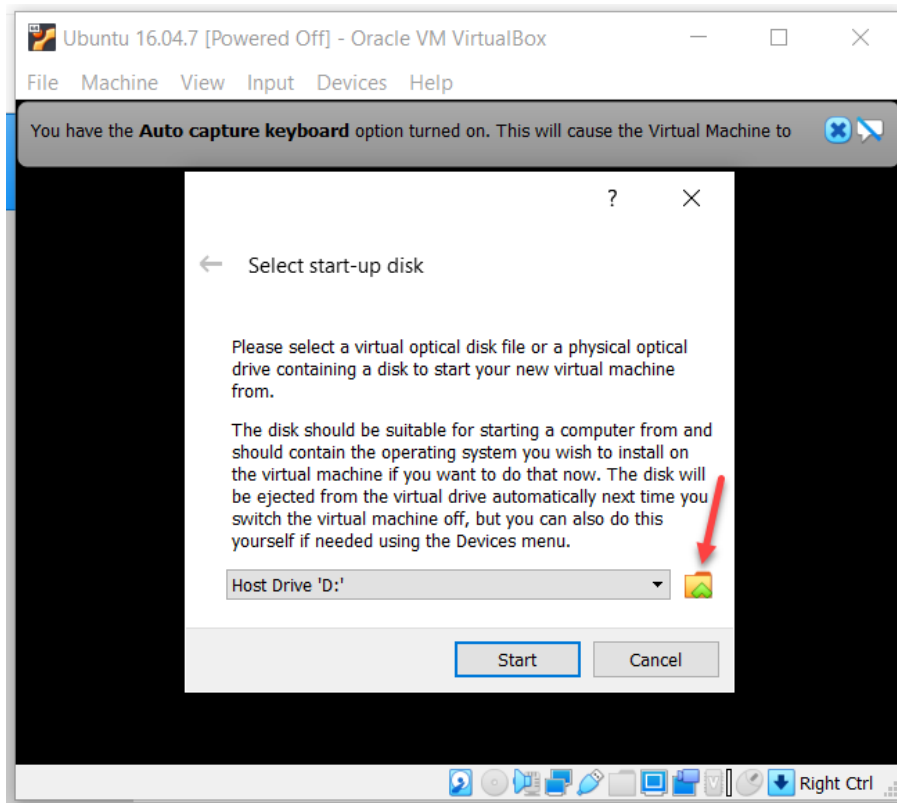 Ubuntu 16.04.7 [Powered Off] - Oracle VM VirtualBox
File Machine View Input Devices Help
You have the Auto capture keyboard option turned on. This will cause the Virtual Machine to
?
Select start-up disk
Please select a virtual optical disk file or a physical optical
drive containing a disk to start your new virtual machine
from.
The disk should be suitable for starting a computer from and
should contain the operating system you wish to install on
the virtual machine if you want to do that now. The disk will
be ejected from the virtual drive automatically next time you
switch the virtual machine off, but you can also do this
yourself if needed using the Devices menu.
Host Drive 'D:'
Start Cancel
Right Ctrl